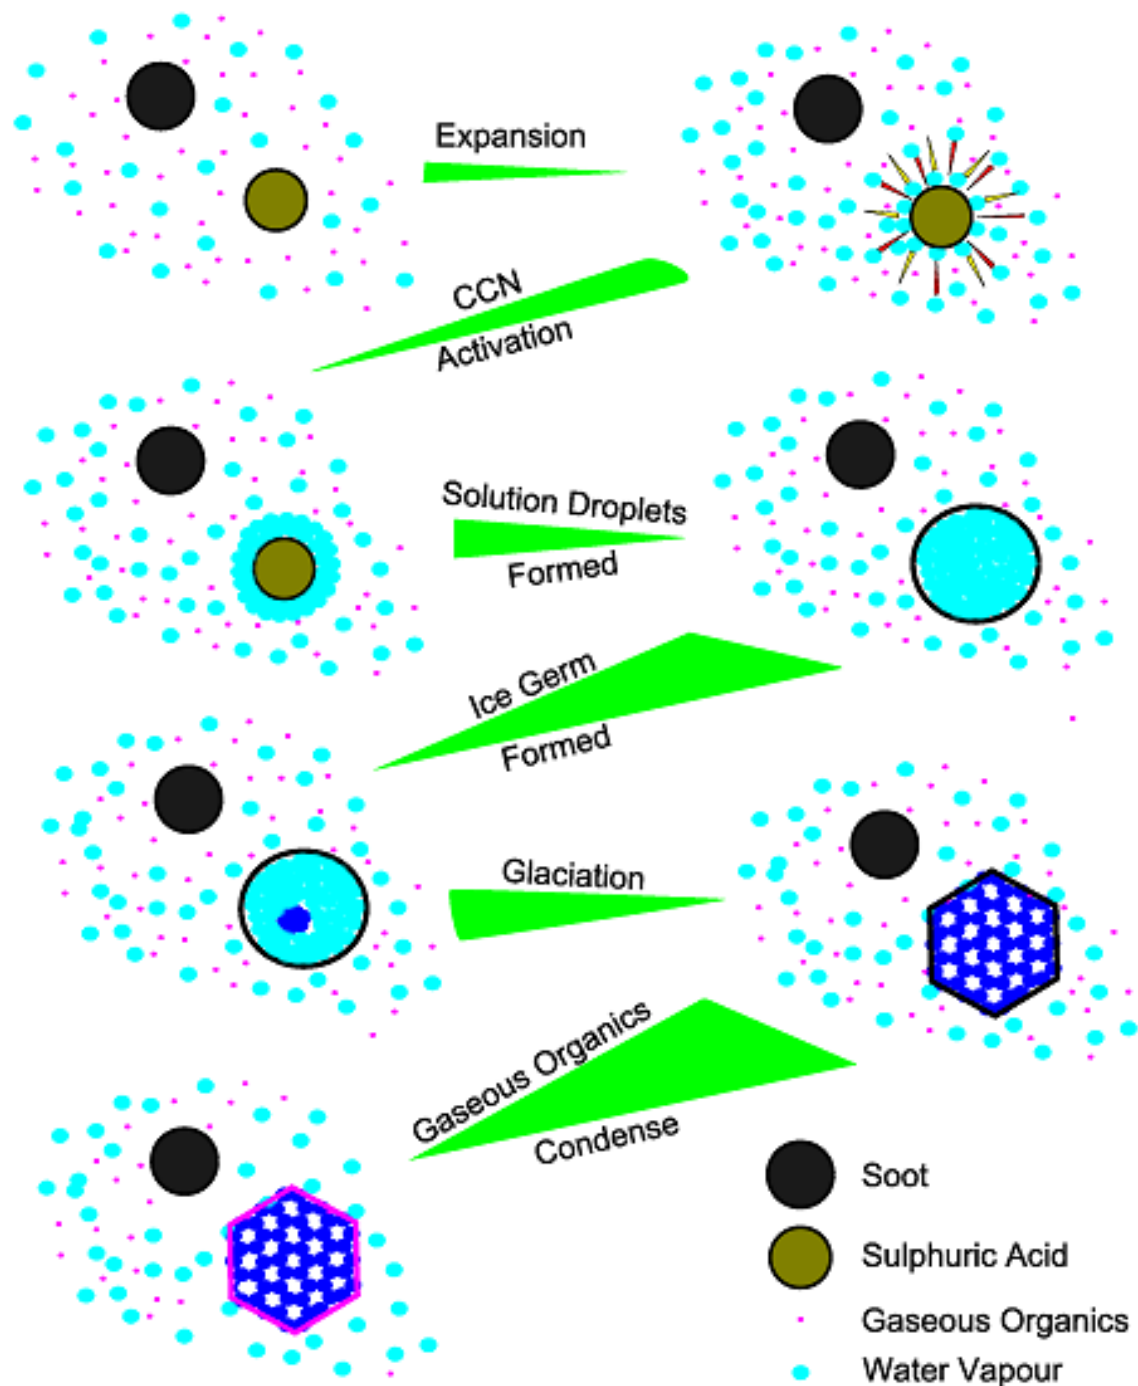 Expansion
CCN
Activation
Solution Droplets
Formed
Ice Germ
Formed
Glaciation
Gaseous Organics
Condense
Soot
Sulphuric Acid
Gaseous Organics
Water Vapour